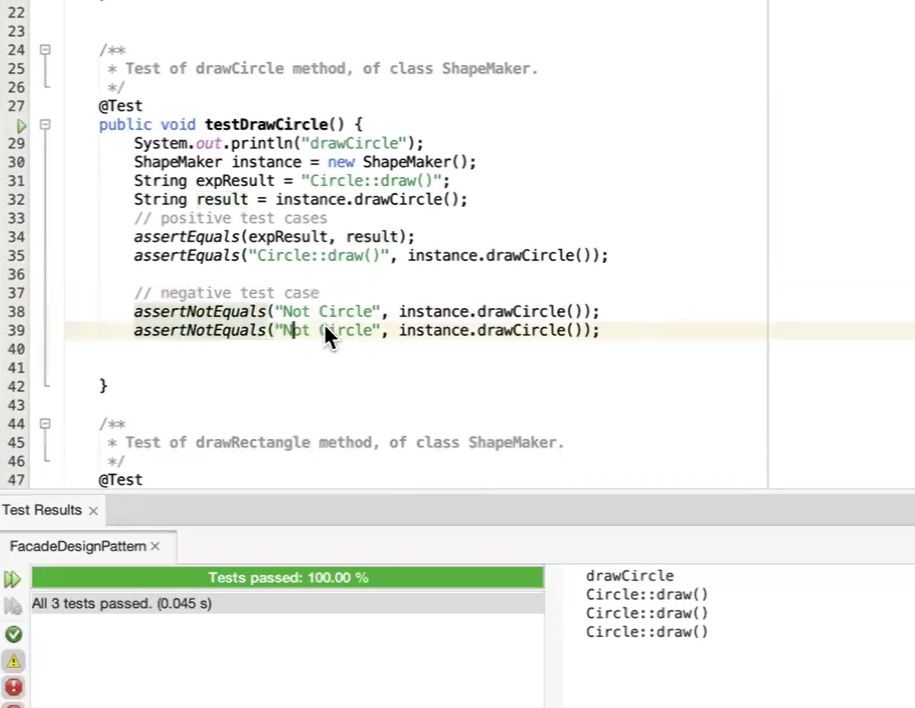 22
23
24 /**
25 * Test of drawCircle method, of class ShapeMaker.
26 */
27 @Test
public void testDrawCircle() {
29 System.out.println("drawCircle");
30 ShapeMaker instance = new ShapeMaker();
31 String expResult = "Circle::draw()";
32 String result = instance.drawCircle();
33 // positive test cases
34 assertEquals(expResult, result);
35 assertEquals("Circle::draw()", instance.drawCircle());
36
37 // negative test case
38 assertNotEquals("Not Circle", instance.drawCircle());
39 assertNotEquals("Not Circle", instance.drawCircle());
40
41
42 }
43
44 /**
45 * Test of drawRectangle method, of class ShapeMaker.
46 */
47 @Test
Test Results ×
FacadeDesignPattern ×
Tests passed: 100.00 %
All 3 tests passed. (0.045 s)
drawCircle
Circle::draw()
Circle::draw()
Circle::draw()